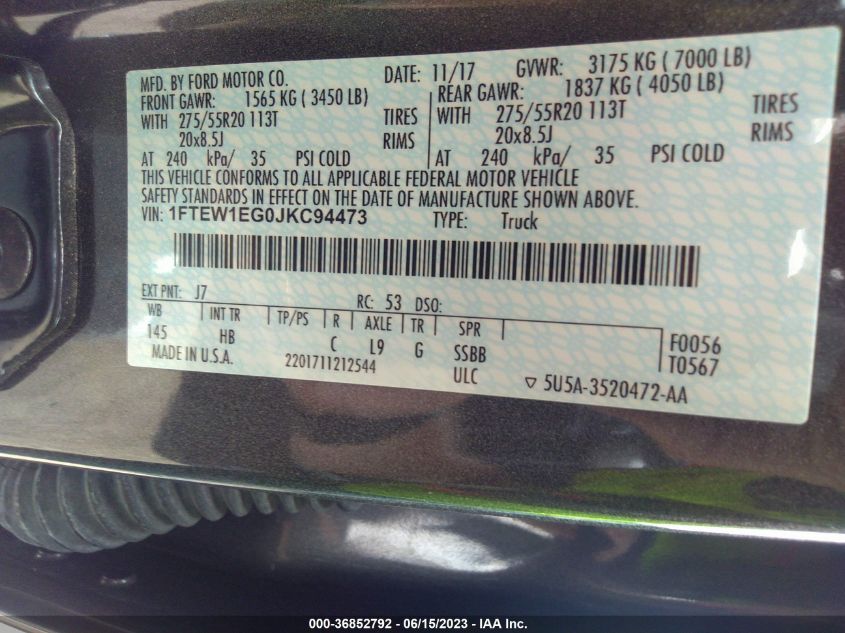 MFD. BY FORD MOTOR CO. DATE: 11/17 GVWR: 3175 KG ( 7000 LB)
FRONT GAWR: 1565 KG ( 3450 LB) REAR GAWR: 1837 KG ( 4050 LB)
WITH 275/55R20 113T TIRES WITH 275/55R20 113T TIRES
20x8.5J RIMS 20x8.5J RIMS
AT 240 kPa/ 35 PSI COLD AT 240 kPa/ 35 PSI COLD
THIS VEHICLE CONFORMS TO ALL APPLICABLE FEDERAL MOTOR VEHICLE
SAFETY STANDARDS IN EFFECT ON THE DATE OF MANUFACTURE SHOWN ABOVE.
VIN: 1FTEW1EG0JKC94473 TYPE: Truck
EXT PNT: J7 RC: 53 DSO:
WB INT TR TP/PS R AXLE TR SPR
145 HB C L9 G SSBB F0056
MADE IN U.S.A. 2201711212544 ULC T0567
▽ 5U5A-3520472-AA
000-36852792 - 06/15/2023 - IAA Inc.